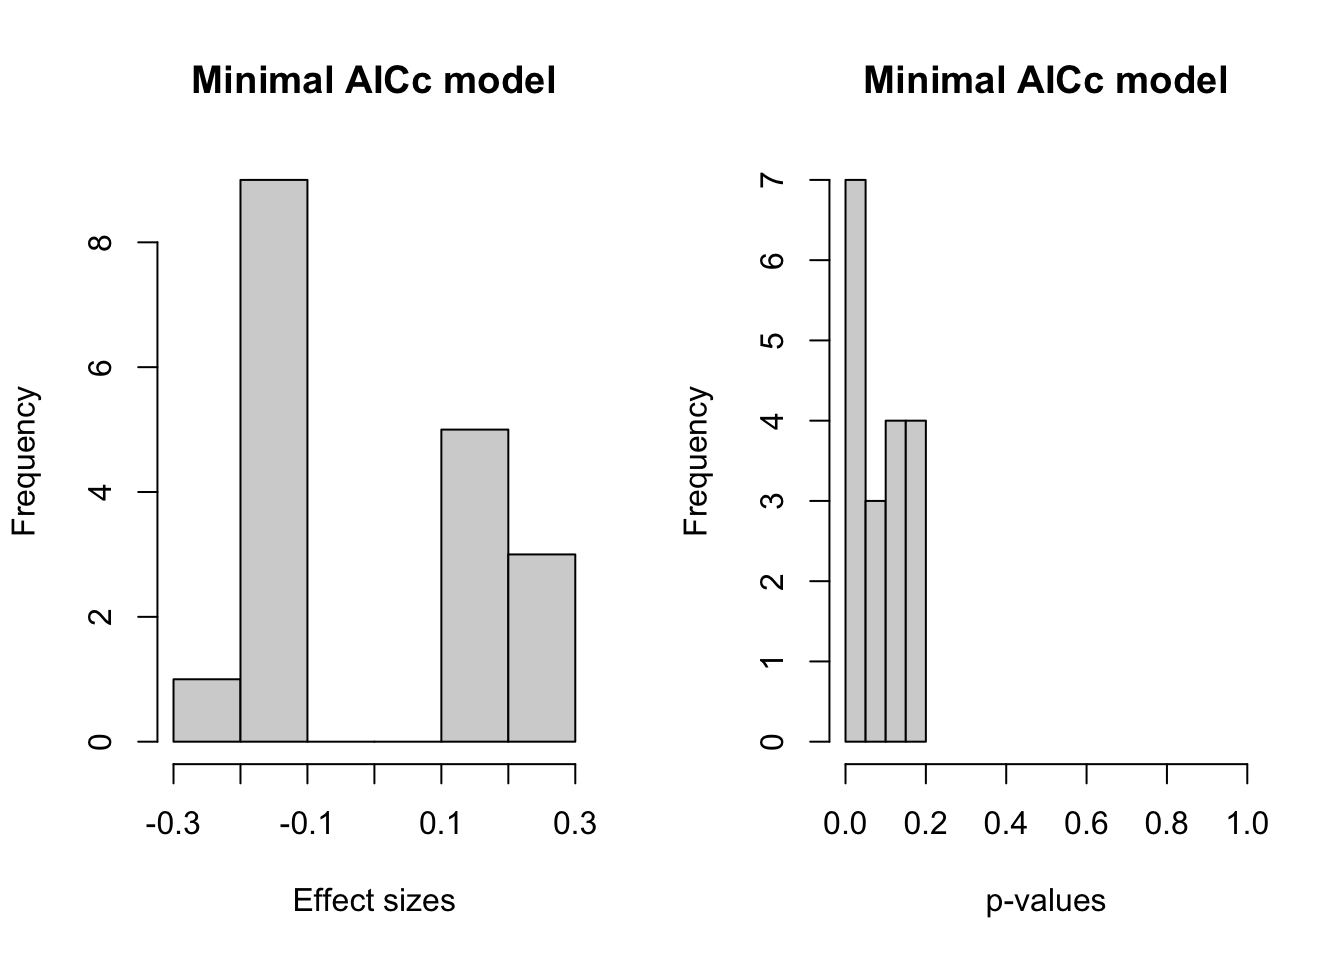 Minimal AICc model
Frequency
0 2 4 6 8
-0.3 -0.1 0.1 0.3
Effect sizes
Minimal AICc model
Frequency
0 1 2 3 4 5 6 7
0.0 0.2 0.4 0.6 0.8 1.0
p-values